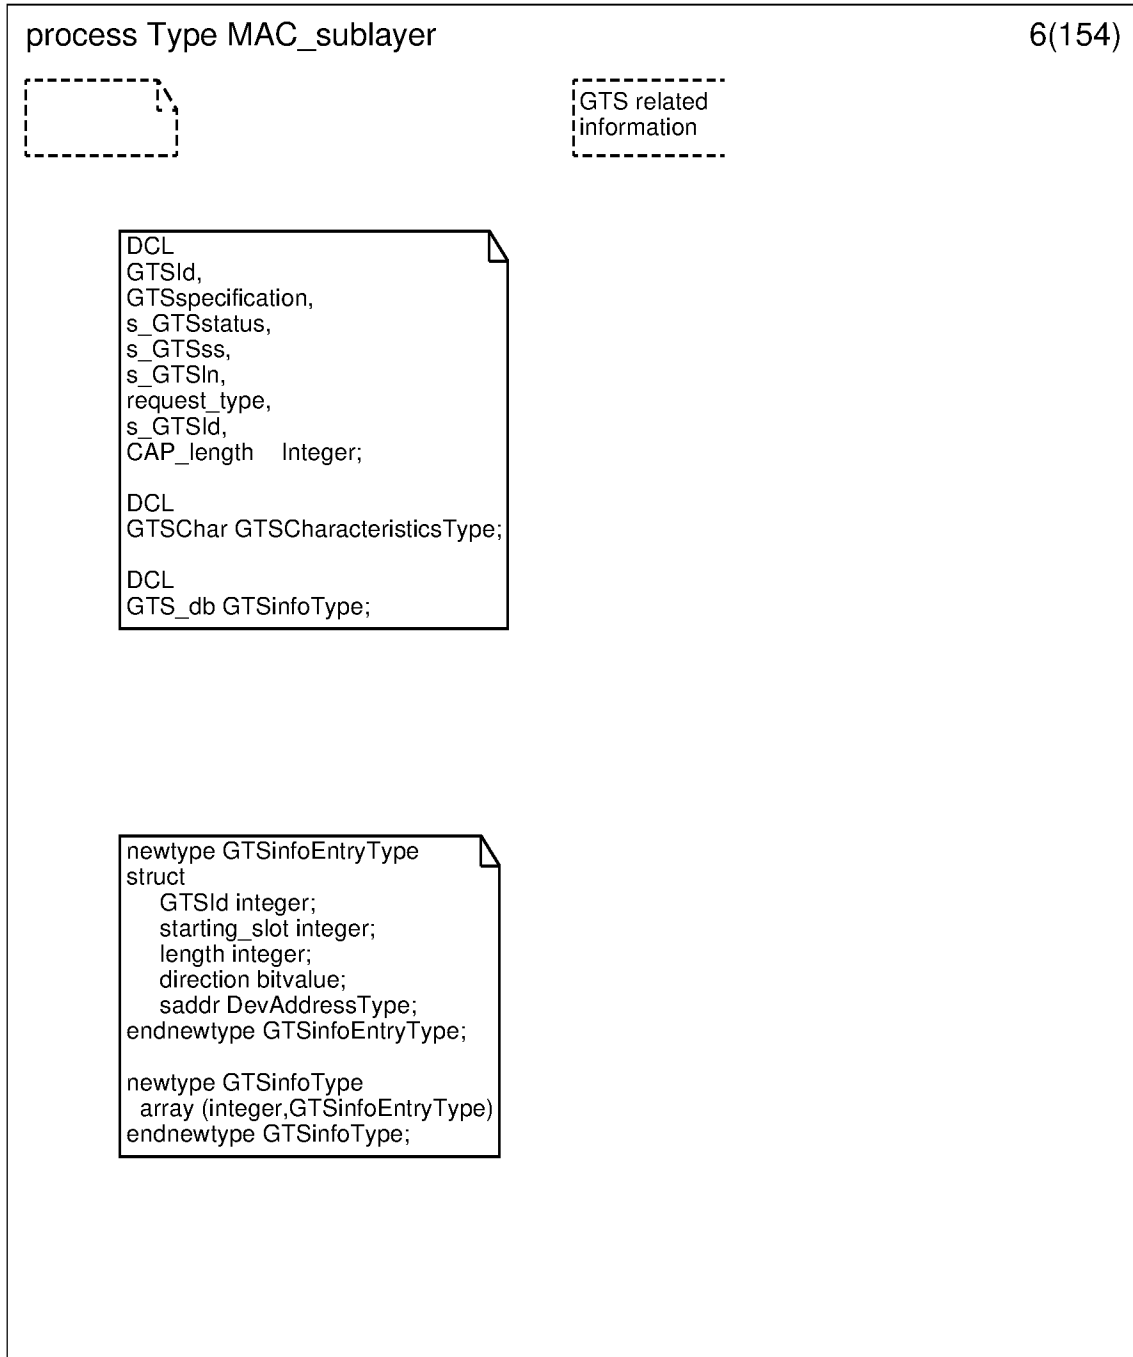 process Type MAC_sublayer
6(154)
GTS related
information
DCL
GTSId,
GTSspecification,
s_GTSstatus,
s_GTSss,
s_GTSln,
request_type,
s_GTSId,
CAP_length    Integer;
DCL
GTSChar GTSCharacteristicsType;
DCL
GTS_db GTSinfoType;
newtype GTSinfoEntryType
struct
GTSId integer;
starting_slot integer;
length integer;
direction bitvalue;
saddr DevAddressType;
endnewtype GTSinfoEntryType;
newtype GTSinfoType
array (integer,GTSinfoEntryType)
endnewtype GTSinfoType;